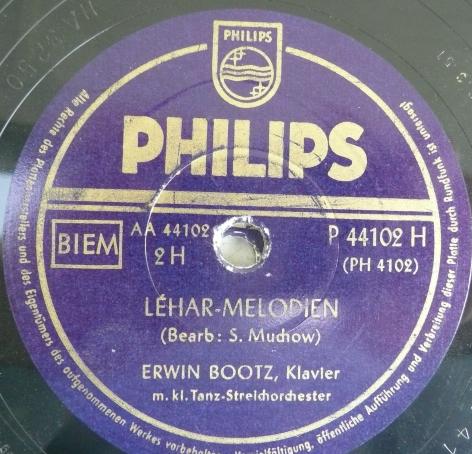 PHILIPS
PHILIPS
BIEM
AA 44102
2 H
P 44102 H
(PH 4102)
LÉHAR-MELODIEN
(Bearb: S. Muchow)
ERWIN BOOTZ, Klavier
m. kl. Tanz-Streichorchester
Alle Rechte des Plattenherstellers und des Eigentümers des aufgenommenen Werkes vorbehalten. öffentliche Aufführung und Verbreitung dieser Platte durch Rundfunk ist untersagt